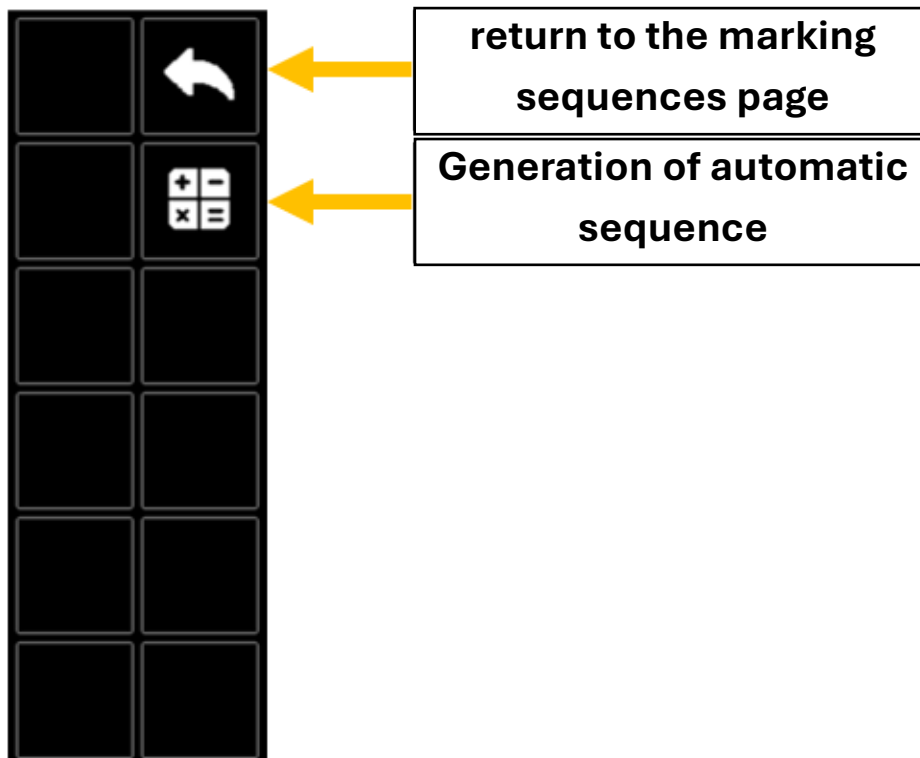 return to the marking
sequences page
Generation of automatic
sequence